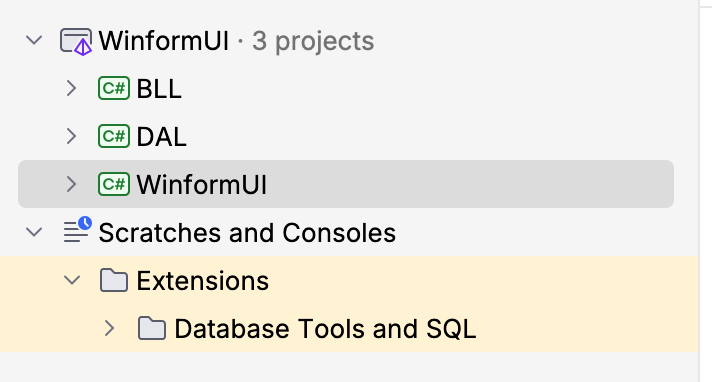 WinformUI · 3 projects
C# BLL
C# DAL
C# WinformUI
Scratches and Consoles
Extensions
Database Tools and SQL